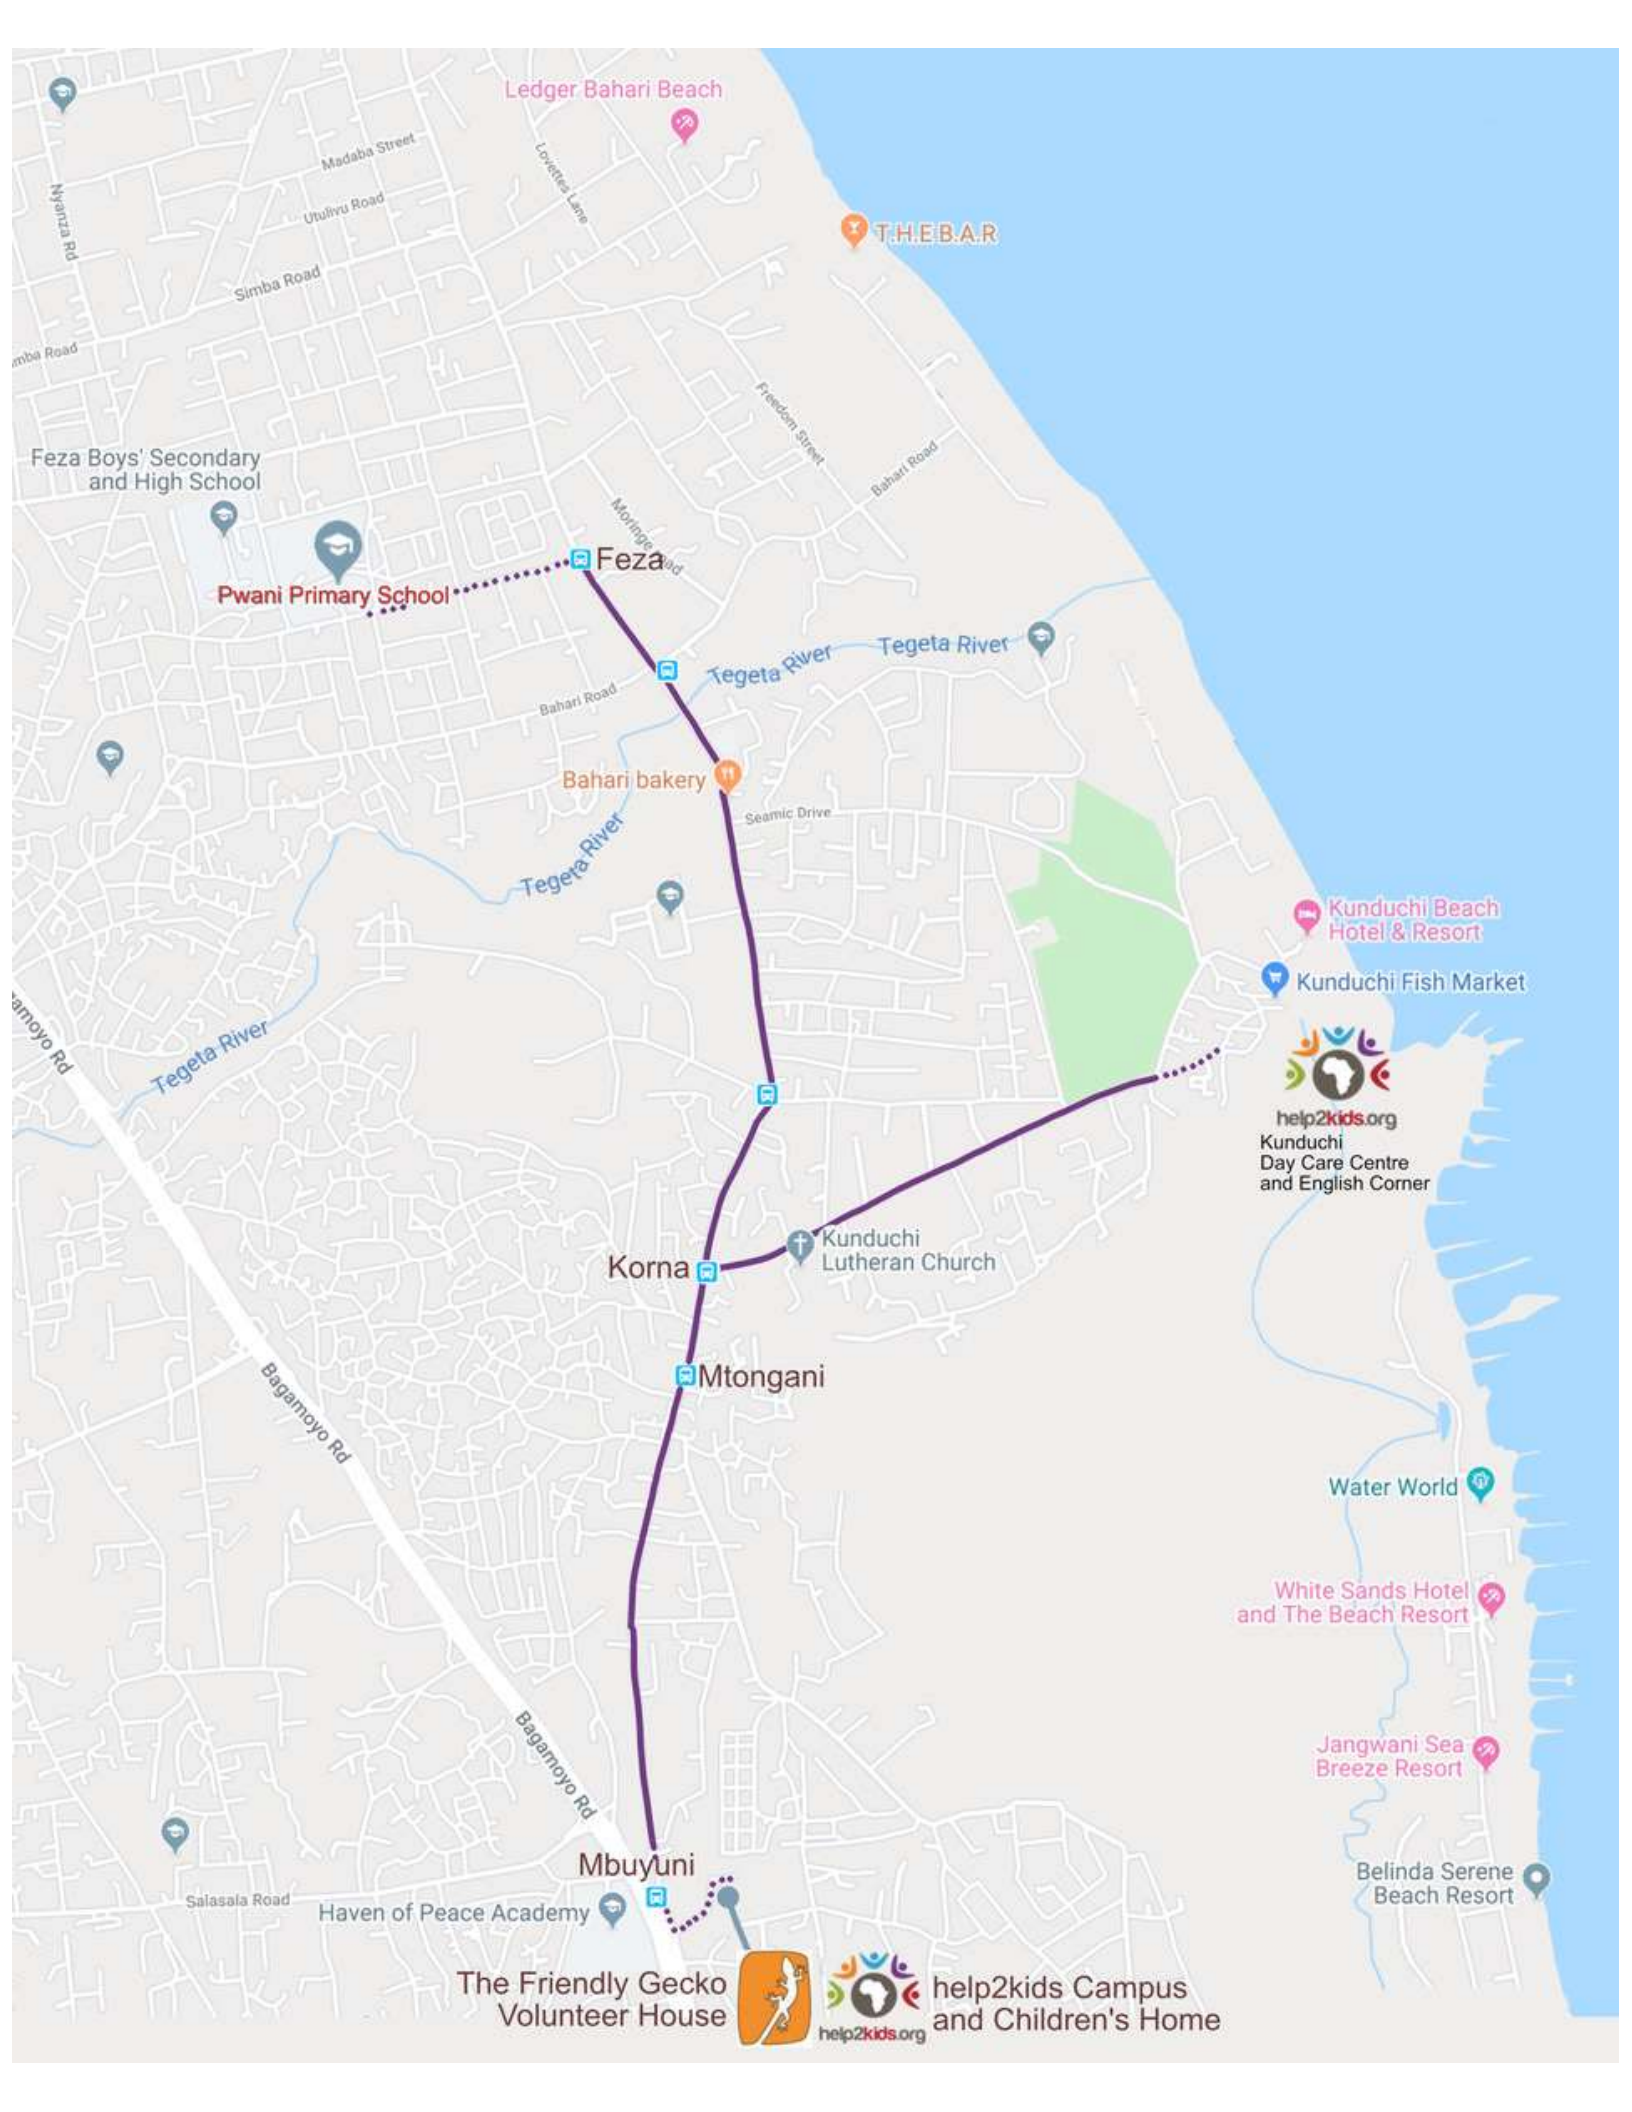 Ledger Bahari Beach
Madaba Street
Lovettes Lane
Nyanza Rd
Utulivu Road
T.H.E.B.A.R
Simba Road
mba Road
Freedom Street
Bahari Road
Feza Boys' Secondary
and High School
Moringe Road
Feza
Pwani Primary School
Tegeta River
Tegeta River
Bahari Road
Bahari bakery
Seamic Drive
Tegeta River
Kunduchi Beach
Hotel & Resort
Kunduchi Fish Market
amoyo Rd
Tegeta River
help2kids.org
Kunduchi
Day Care Centre
and English Corner
Kunduchi
Lutheran Church
Korna
Mtongani
Bagamoyo Rd
Water World
White Sands Hotel
and The Beach Resort
Bagamoyo Rd
Jangwani Sea
Breeze Resort
Mbuyuni
Belinda Serene
Beach Resort
Salasala Road
Haven of Peace Academy
The Friendly Gecko
Volunteer House
help2kids.org
help2kids Campus
and Children's Home